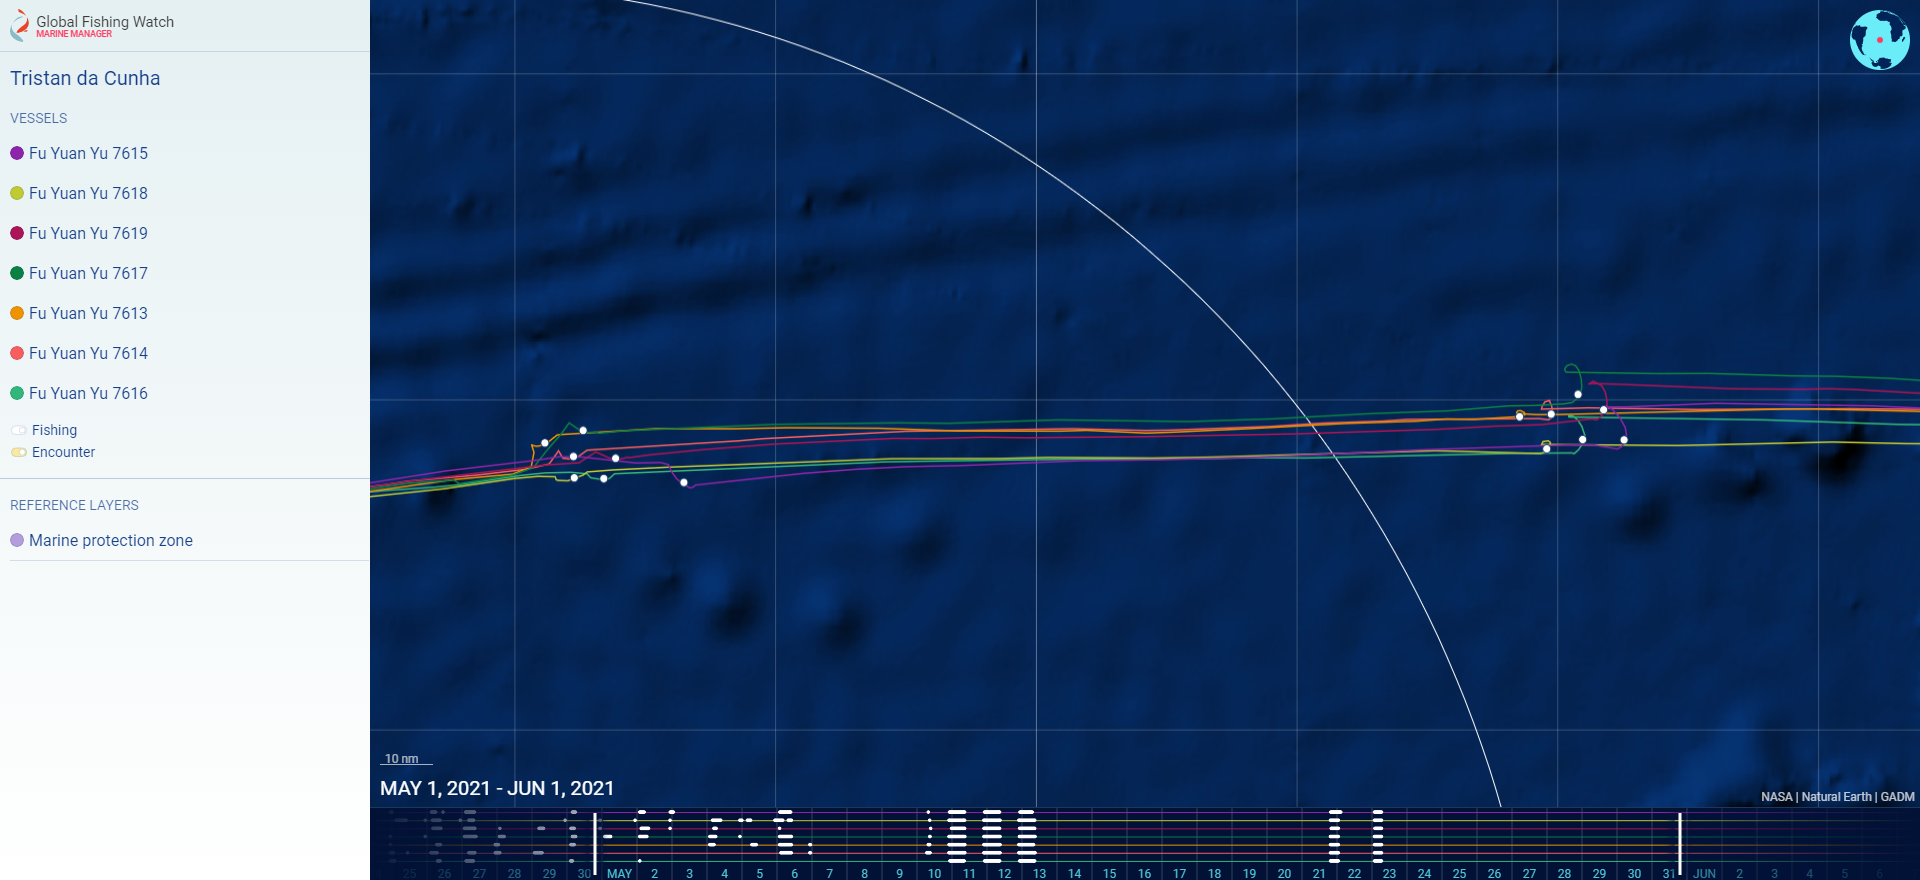 Global Fishing Watch
MARINE MANAGER
Tristan da Cunha
VESSELS
Fu Yuan Yu 7615
Fu Yuan Yu 7618
Fu Yuan Yu 7619
Fu Yuan Yu 7617
Fu Yuan Yu 7613
Fu Yuan Yu 7614
Fu Yuan Yu 7616
Fishing
Encounter
REFERENCE LAYERS
Marine protection zone
10 nm
MAY 1, 2021 - JUN 1, 2021
NASA | Natural Earth | GADM
25 26 27 28 29 30 MAY 2 3 4 5 6 7 8 9 10 11 12 13 14 15 16 17 18 19 20 21 22 23 24 25 26 27 28 29 30 31 JUN 2 3 4 5 6